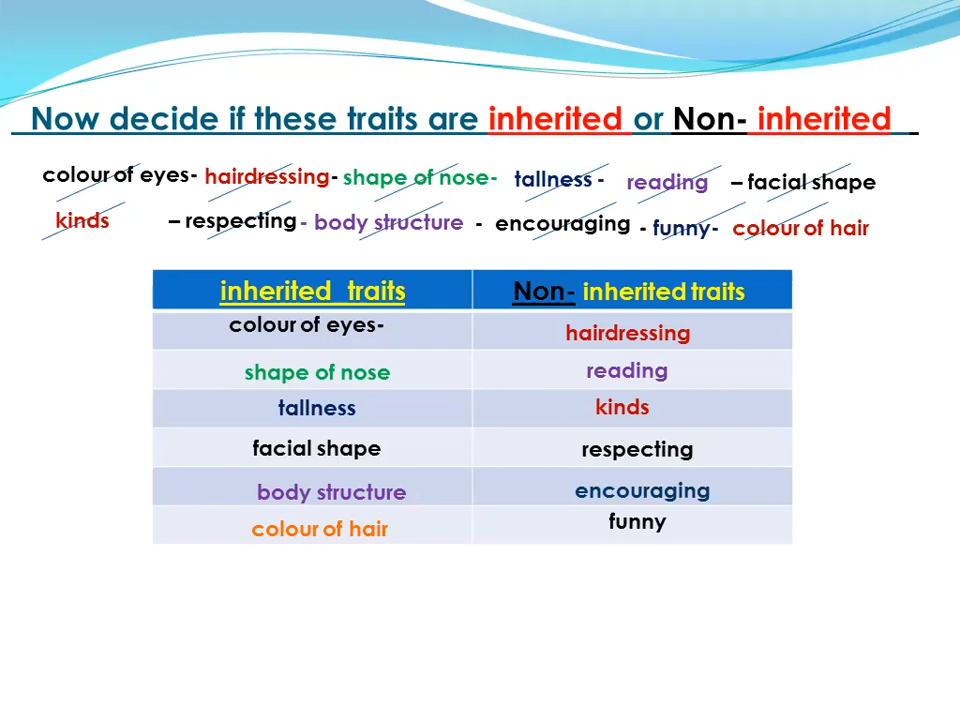 Now decide if these traits are inherited or Non- inherited
colour of eyes- hairdressing- shape of nose- tallness - reading – facial shape
kinds – respecting - body structure - encouraging - funny- colour of hair
inherited traits Non- inherited traits
colour of eyes- hairdressing
shape of nose reading
tallness kinds
facial shape respecting
body structure encouraging
colour of hair funny